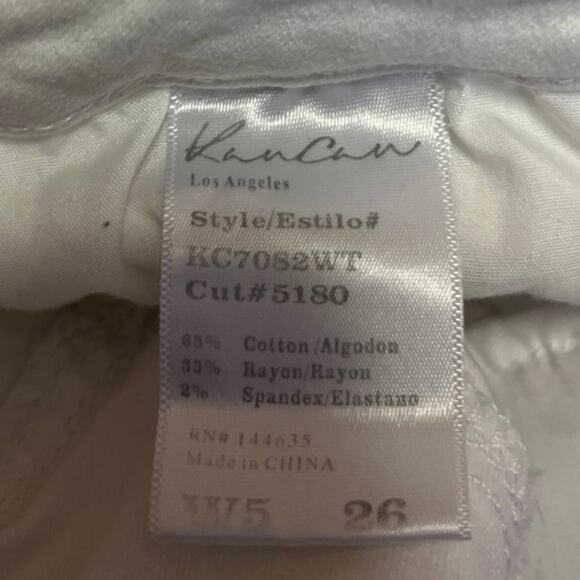 KanCan
Los Angeles
Style/Estilo#
KC7082WT
Cut#5180
65% Cotton/Algodon
33% Rayon/Rayon
2% Spandex/Elastano
RN# 144635
Made in CHINA
W5 26